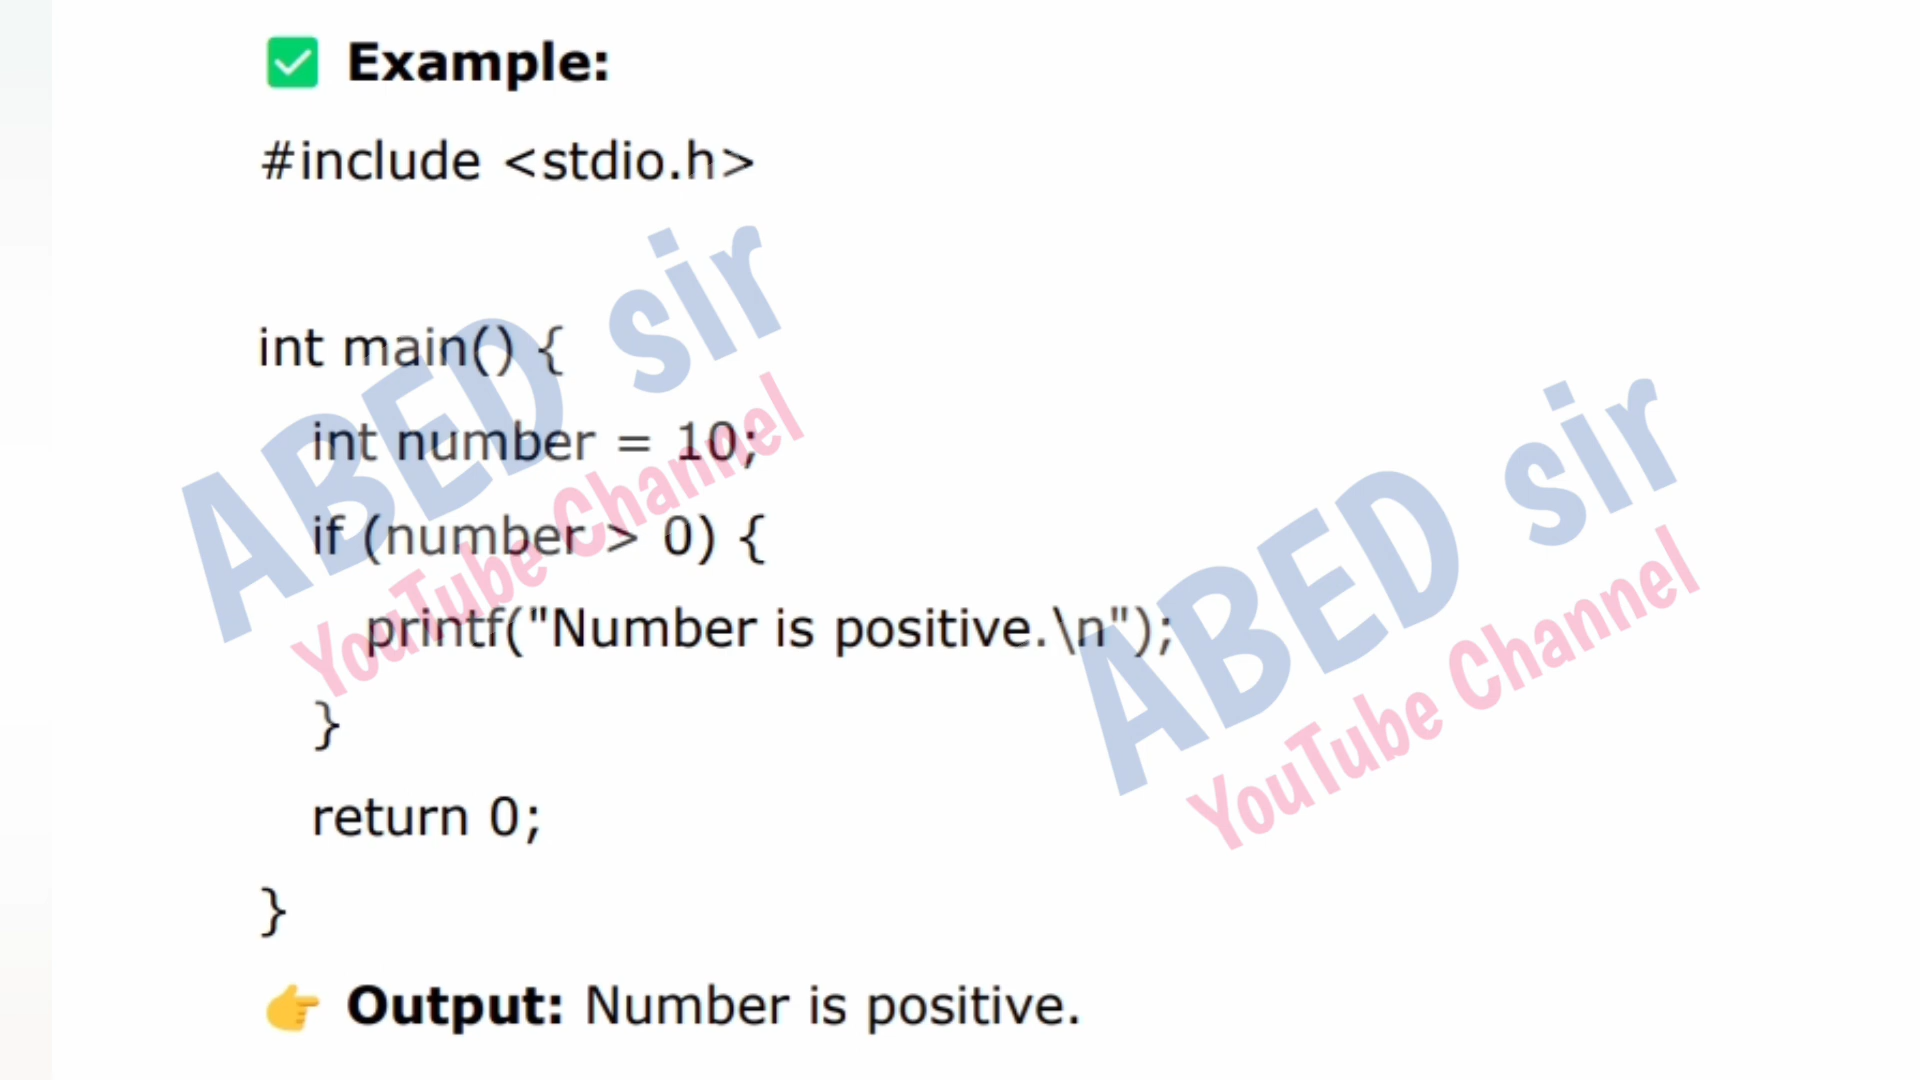 ✅ Example:
#include <stdio.h>
int main() {
int number = 10;
if (number > 0) {
printf("Number is positive.\n");
}
return 0;
}
👉 Output: Number is positive.
ABED sir
YouTube Channel
ABED sir
YouTube Channel